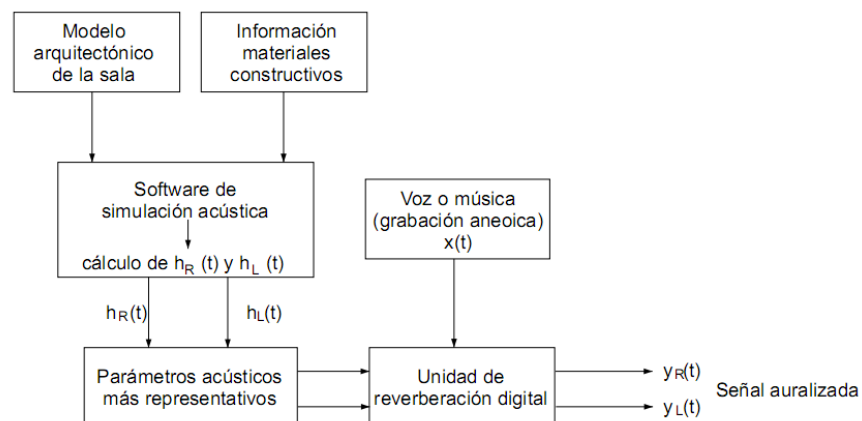 Modelo
arquitectónico
de la sala
Información
materiales
constructivos
Software de
simulación acústica
cálculo de hR (t) y hL (t)
Voz o música
(grabación aneoica)
x(t)
hR(t)
hL(t)
Parámetros acústicos
más representativos
Unidad de
reverberación digital
yR(t)
yL(t)
Señal auralizada